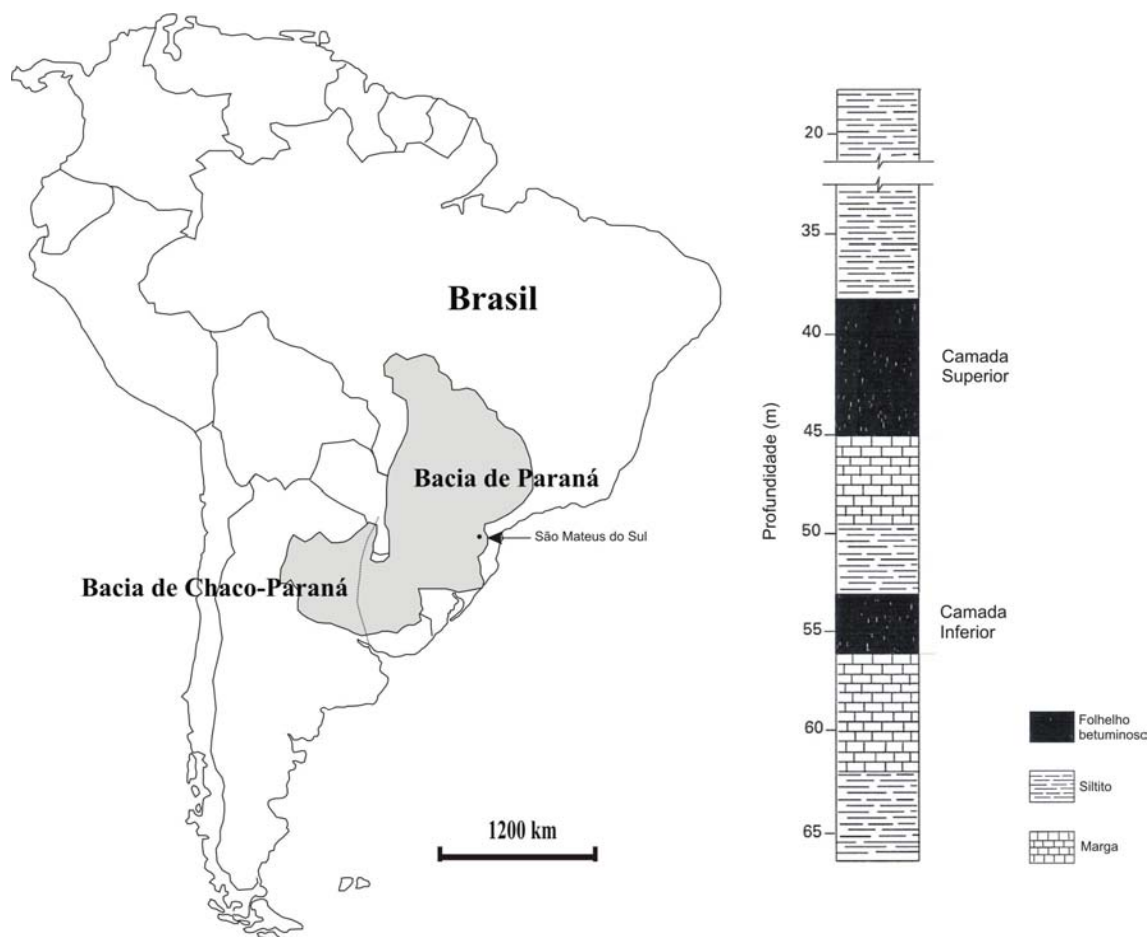 Brasil
Bacia de Paraná
São Mateus do Sul
Bacia de Chaco-Paraná
1200 km
Profundidade (m)
20
35
40
45
50
55
60
65
Camada
Superior
Camada
Inferior
Folhelho
betuminosc
Siltito
Marga